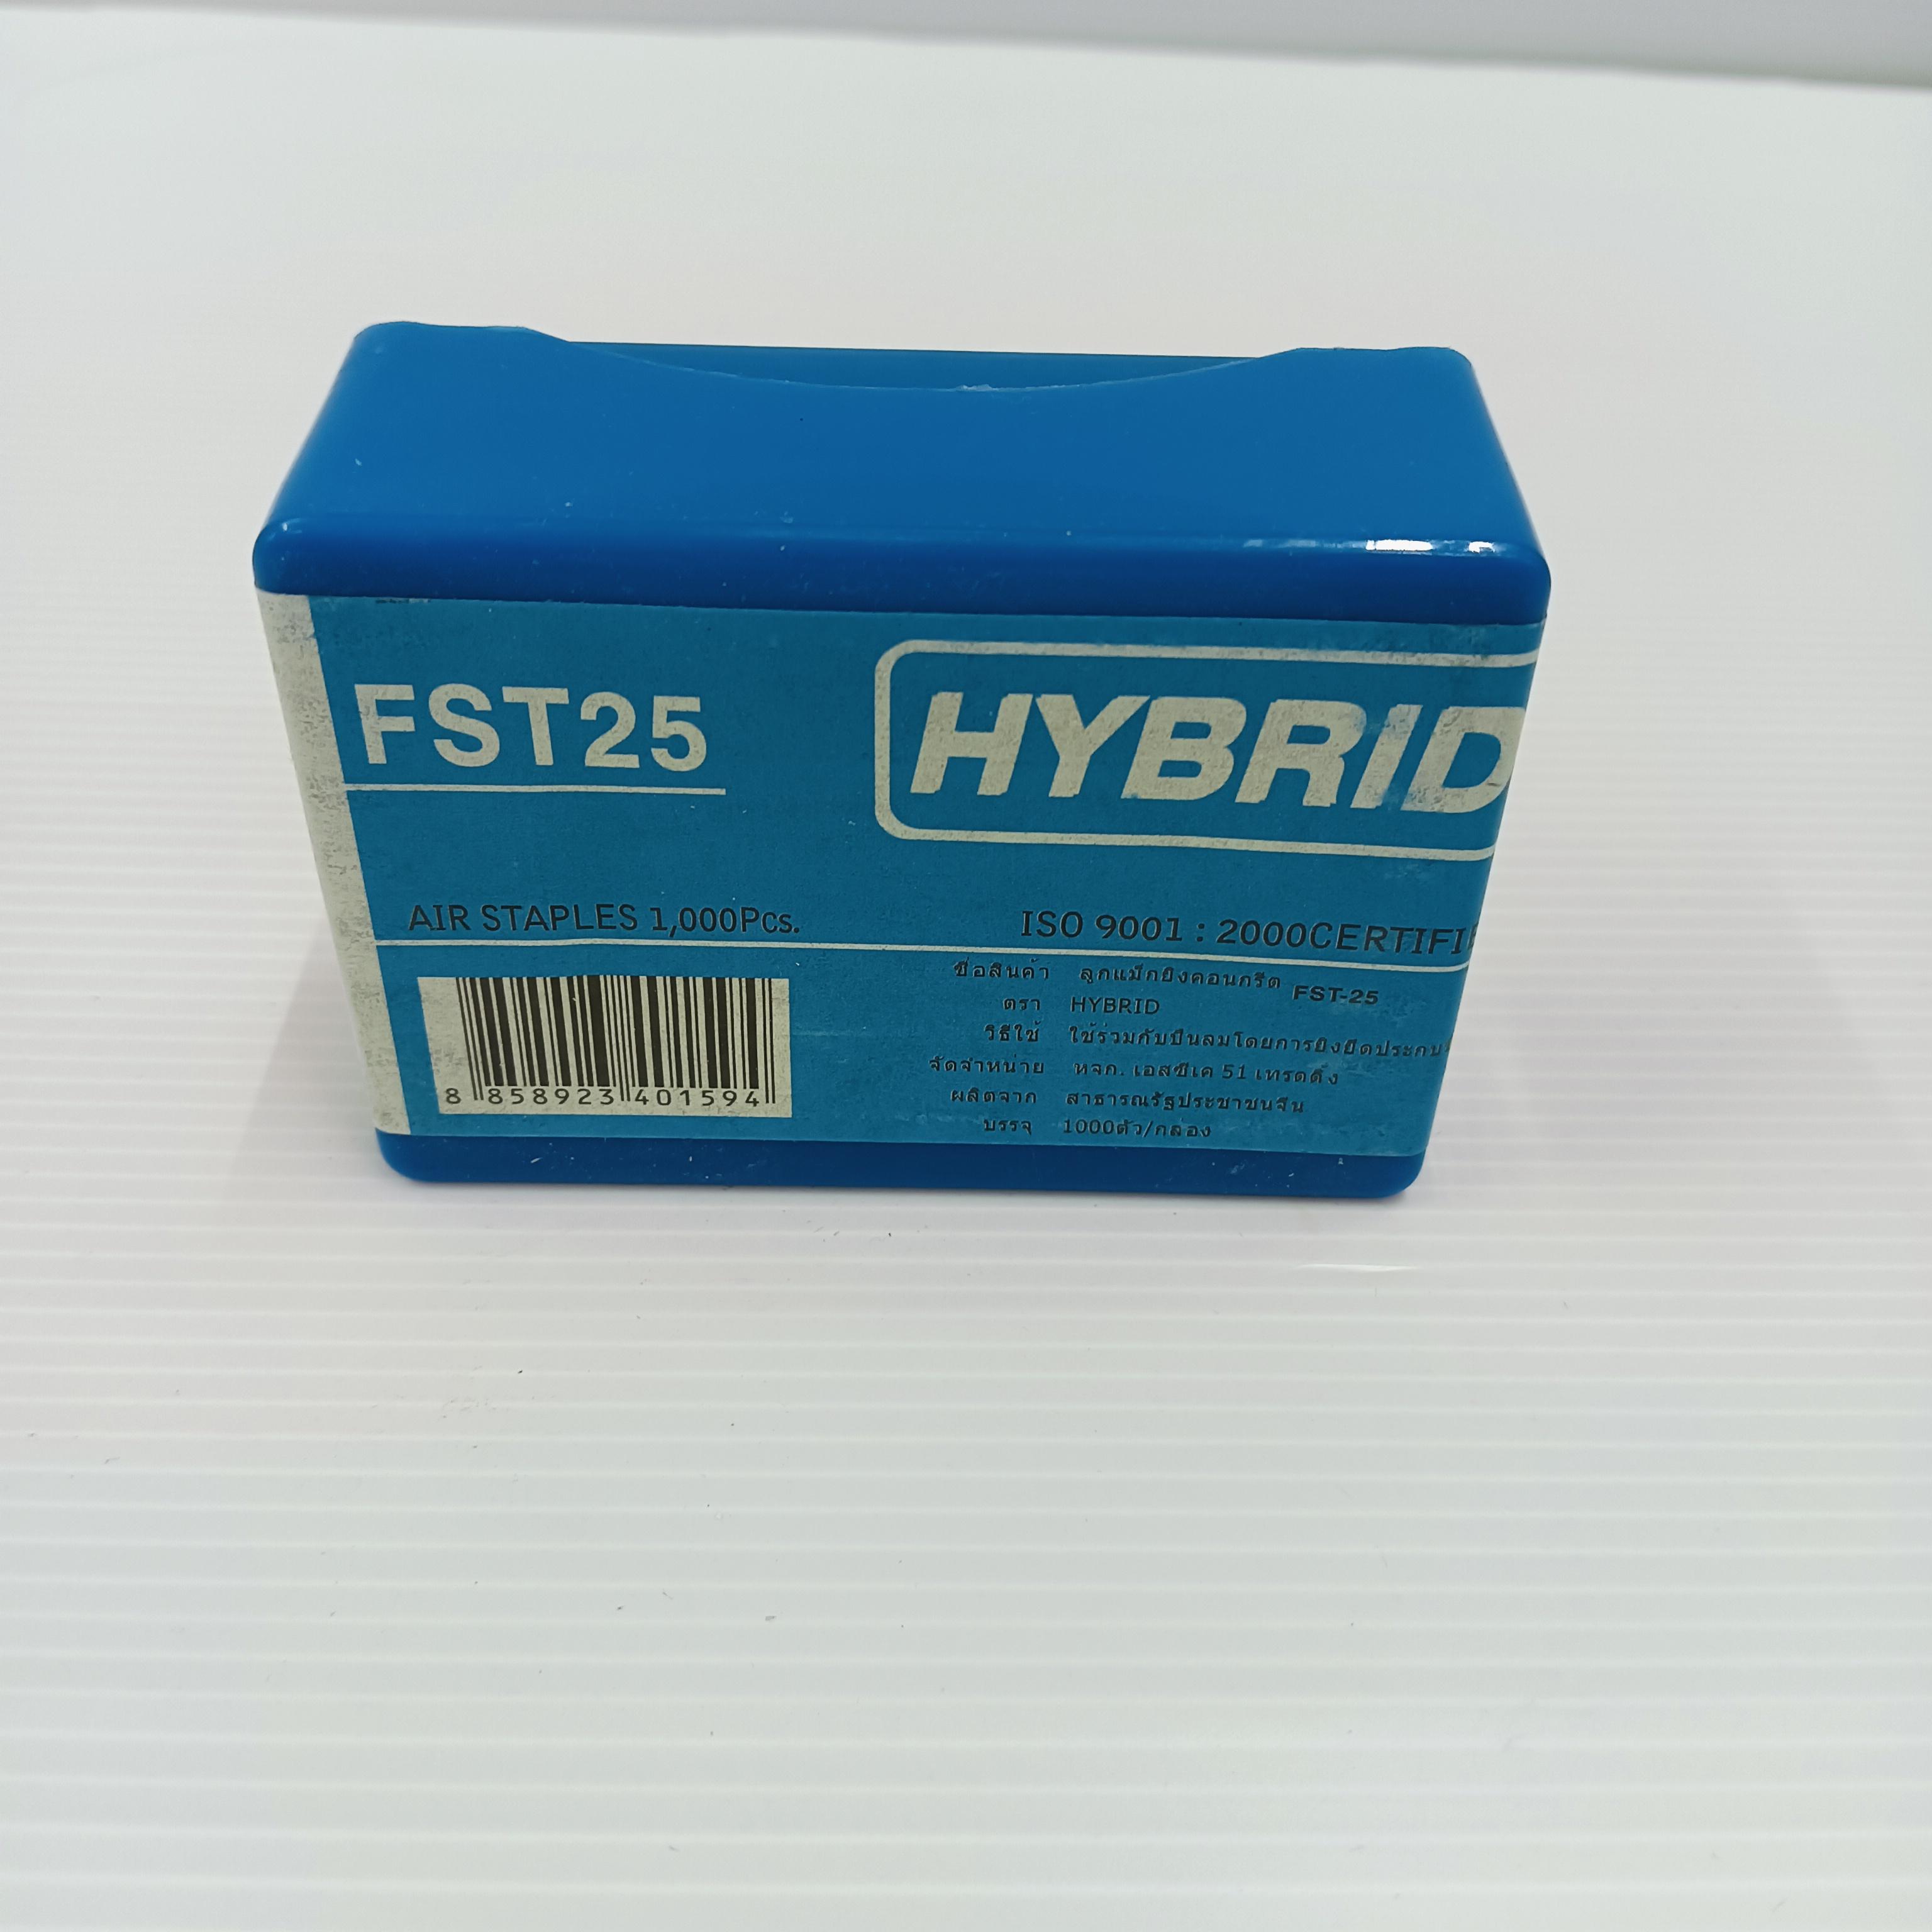 FST25
HYBRID
AIR STAPLES 1,000Pcs.
ISO 9001 : 2000CERTIFI
ชื่อสินค้า ลูกแม็กยิงคอนกรีต FST-25
ตรา HYBRID
วิธีใช้ ใช้ร่วมกับปืนลมโดยการยิงยึดประกบ
จัดจำหน่าย หจก. เอสซีเค 51 เทรดดิ้ง
ผลิตจาก สาธารณรัฐประชาชนจีน
บรรจุ 1000ตัว/กล่อง
8 858923 401594